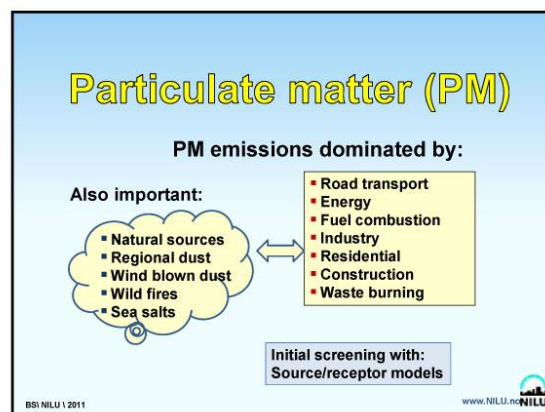 Particulate matter (PM)
PM emissions dominated by:
Also important:
▪ Natural sources
▪ Regional dust
▪ Wind blown dust
▪ Wild fires
▪ Sea salts
▪ Road transport
▪ Energy
▪ Fuel combustion
▪ Industry
▪ Residential
▪ Construction
▪ Waste burning
Initial screening with:
Source/receptor models
BS\ NILU \ 2011
www.NILU.no
NILU